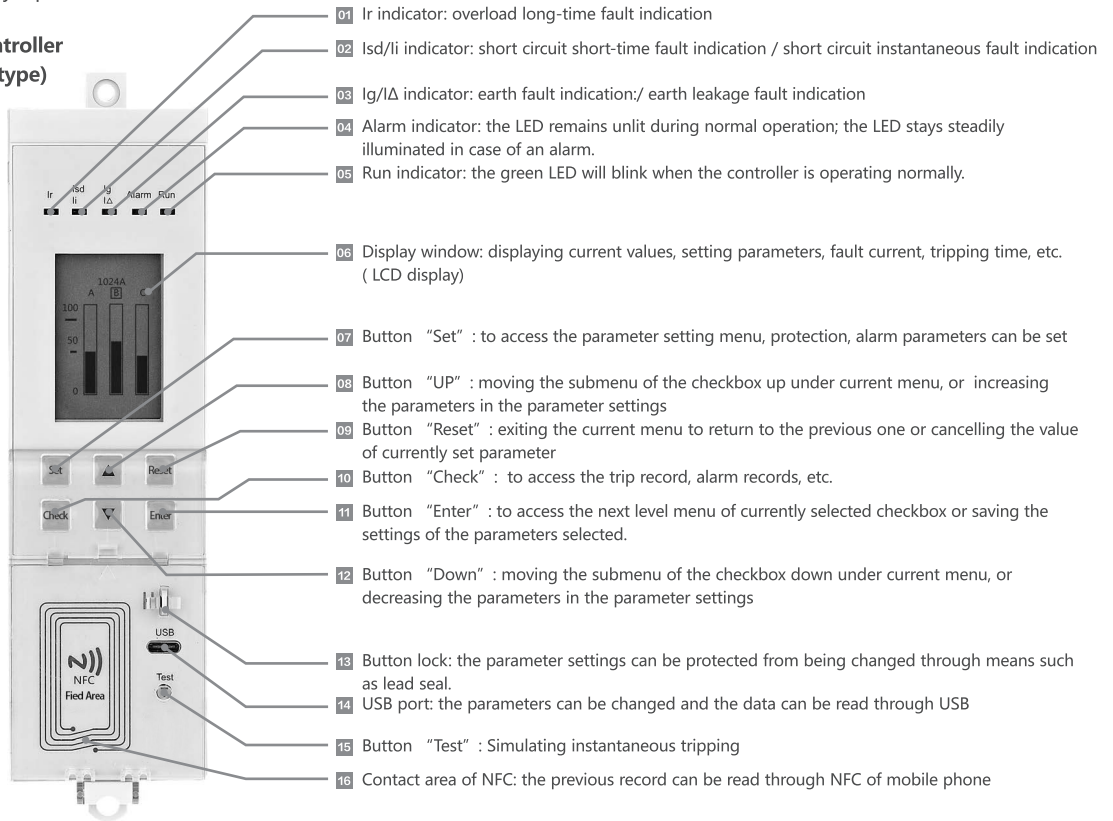 01 Ir indicator: overload long-time fault indication
ntroller
02 Isd/Ii indicator: short circuit short-time fault indication / short circuit instantaneous fault indication
type)
03 Ig/IΔ indicator: earth fault indication:/ earth leakage fault indication
04 Alarm indicator: the LED remains unlit during normal operation; the LED stays steadily
illuminated in case of an alarm.
05 Run indicator: the green LED will blink when the controller is operating normally.
Ir Isd Ig Alarm Run
Ii IΔ
06 Display window: displaying current values, setting parameters, fault current, tripping time, etc.
( LCD display)
1024A
A B C
100
50
0
07 Button “Set”: to access the parameter setting menu, protection, alarm parameters can be set
08 Button “UP”: moving the submenu of the checkbox up under current menu, or increasing
the parameters in the parameter settings
09 Button “Reset”: exiting the current menu to return to the previous one or cancelling the value
of currently set parameter
Set Reset
10 Button “Check”: to access the trip record, alarm records, etc.
Check Enter
11 Button “Enter”: to access the next level menu of currently selected checkbox or saving the
settings of the parameters selected.
12 Button “Down”: moving the submenu of the checkbox down under current menu, or
decreasing the parameters in the parameter settings
USB
NFC
Fied Area
Test
13 Button lock: the parameter settings can be protected from being changed through means such
as lead seal.
14 USB port: the parameters can be changed and the data can be read through USB
15 Button “Test”: Simulating instantaneous tripping
16 Contact area of NFC: the previous record can be read through NFC of mobile phone